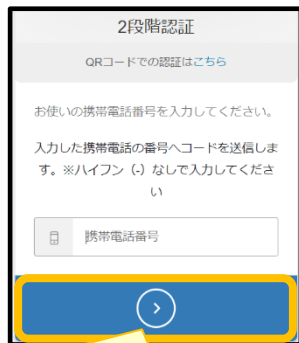 2段階認証
QRコードでの認証はこちら
お使いの携帯電話番号を入力してください。
入力した携帯電話の番号へコードを送信しま
す。※ハイフン（-）なしで入力してくださ
い
携帯電話番号